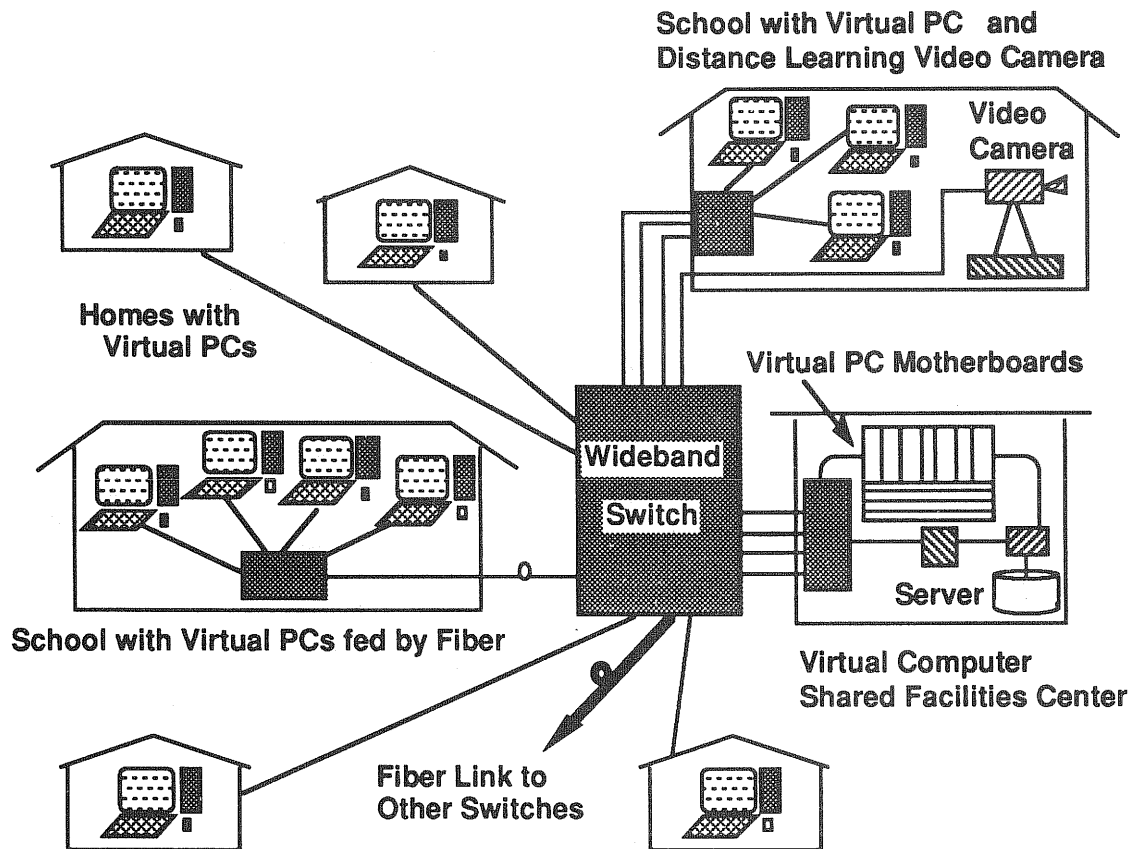 School with Virtual PC and
Distance Learning Video Camera
Video
Camera
Homes with
Virtual PCs
Virtual PC Motherboards
Wideband
Switch
Server
School with Virtual PCs fed by Fiber
Virtual Computer
Shared Facilities Center
Fiber Link to
Other Switches